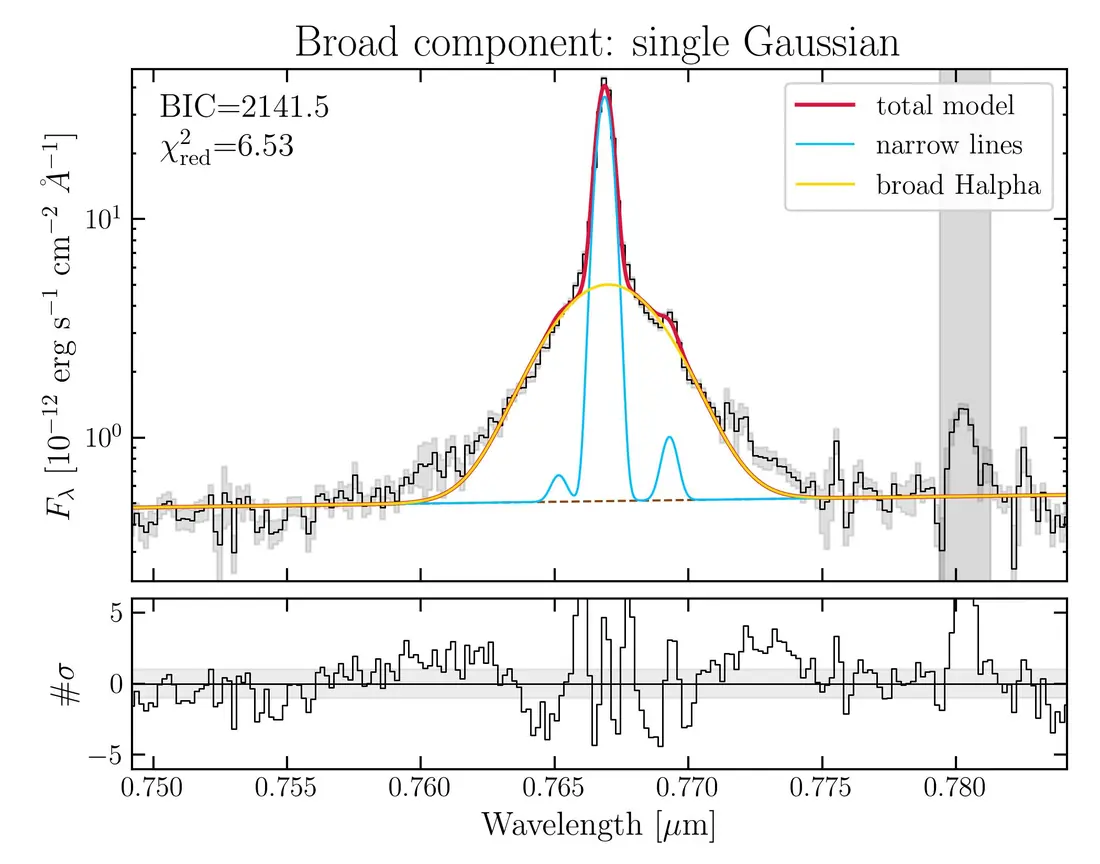 Broad component: single Gaussian
BIC=2141.5
χ²_red=6.53
total model
narrow lines
broad Halpha
F_λ [10⁻¹² erg s⁻¹ cm⁻² Å⁻¹]
10¹
10⁰
#σ
5
0
−5
0.750 0.755 0.760 0.765 0.770 0.775 0.780
Wavelength [μm]